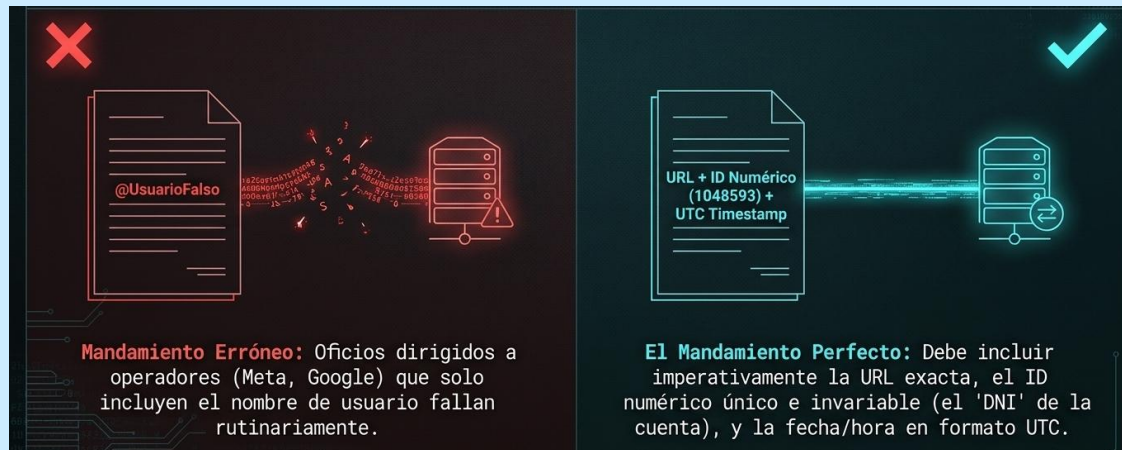 @UsuarioFalso
Mandamiento Erróneo: Oficios dirigidos a
operadores (Meta, Google) que solo
incluyen el nombre de usuario fallan
rutinariamente.
URL + ID Numérico
(1048593) +
UTC Timestamp
El Mandamiento Perfecto: Debe incluir
imperativamente la URL exacta, el ID
numérico único e invariable (el 'DNI' de la
cuenta), y la fecha/hora en formato UTC.